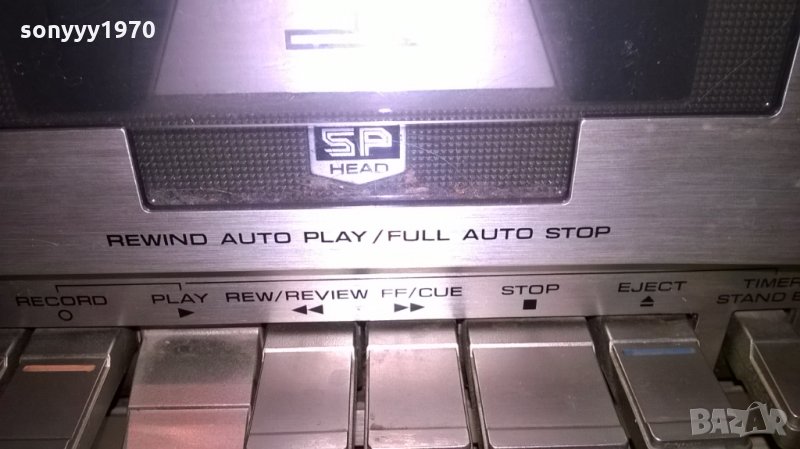 sonyyy1970
SP
HEAD
REWIND AUTO PLAY/FULL AUTO STOP
RECORD PLAY REW/REVIEW FF/CUE STOP EJECT TIMER
STAND
BAZAR